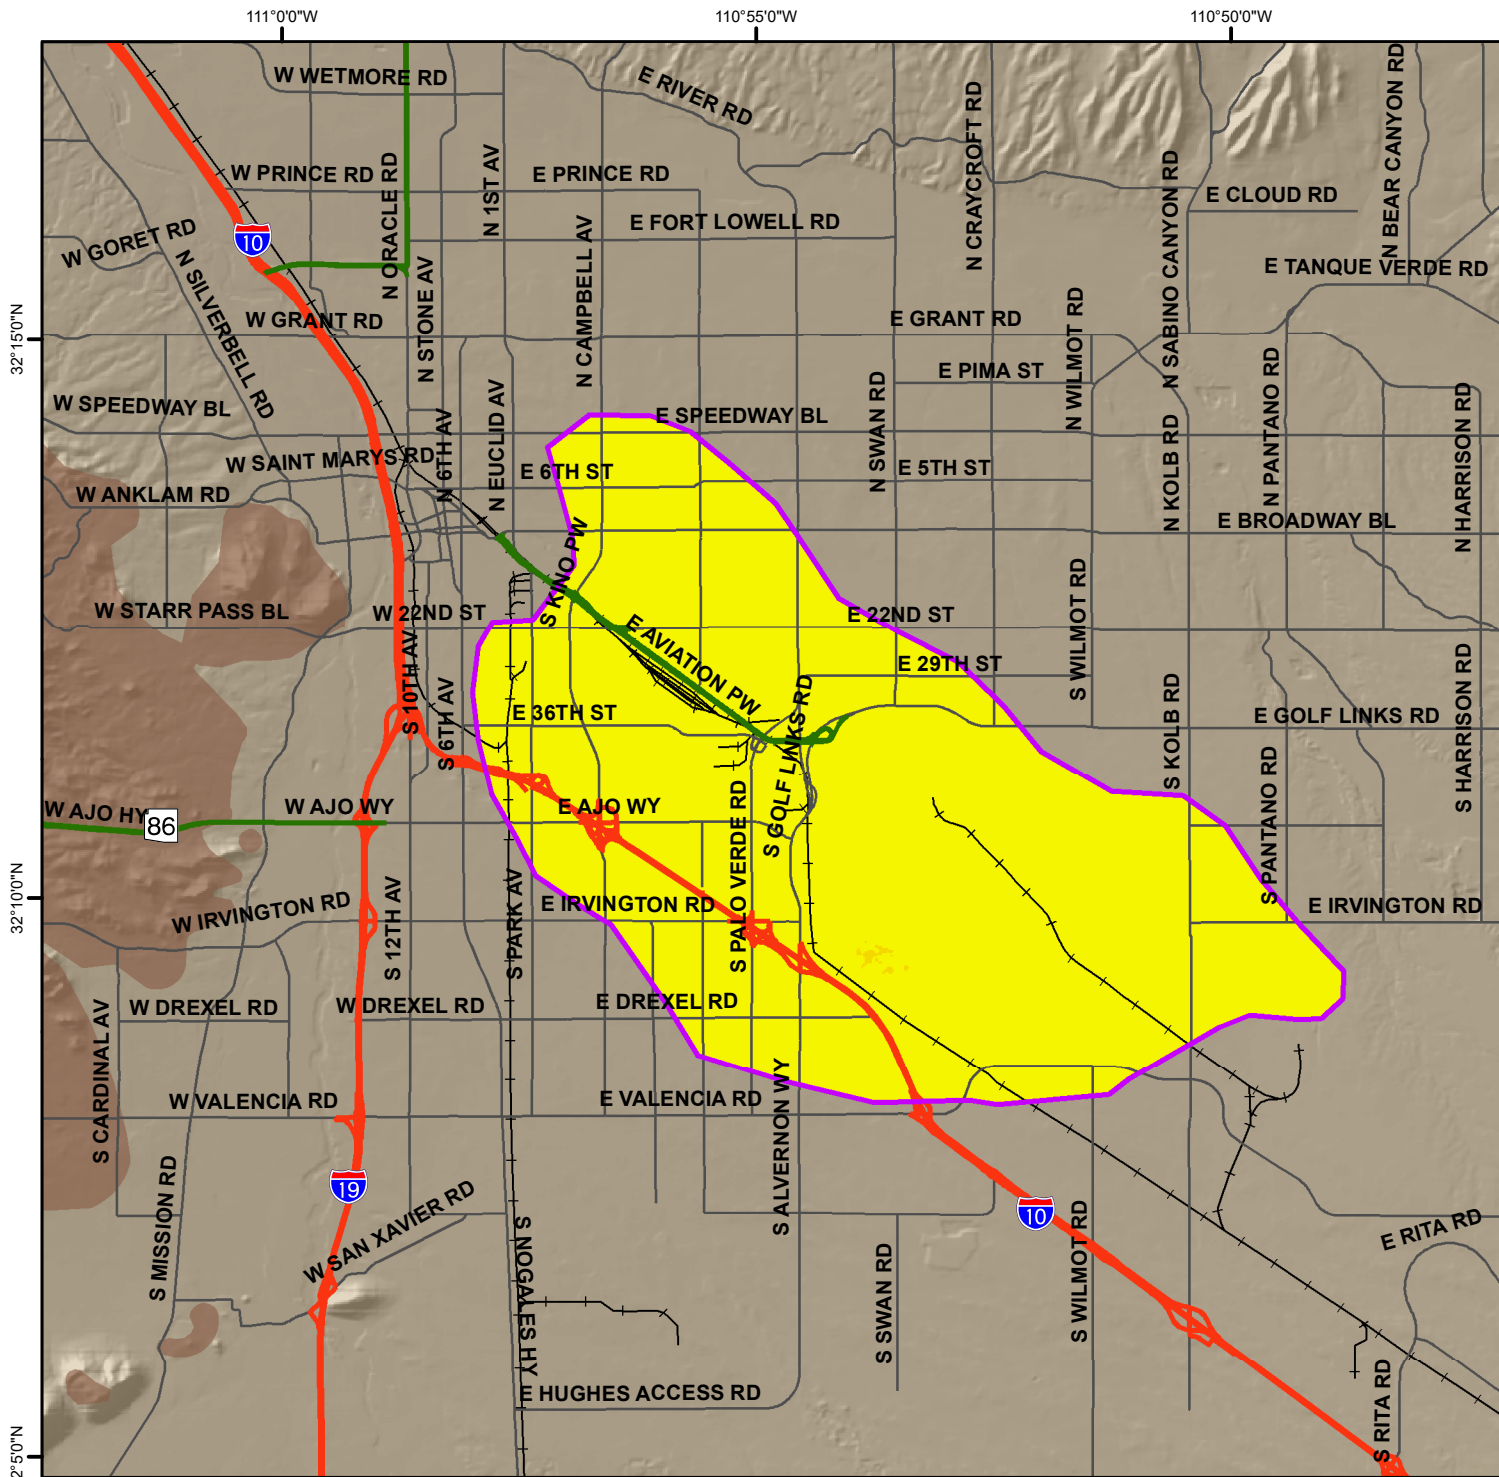 111°0'0"W
110°55'0"W
110°50'0"W
W WETMORE RD
E RIVER RD
N BEAR CANYON RD
N CRAYCROFT RD
W PRINCE RD
N ORACLE RD
N 1ST AV
E PRINCE RD
N SABINO CANYON RD
E CLOUD RD
E FORT LOWELL RD
W GORET RD
10
N SILVERBELL RD
N STONE AV
N CAMPBELL AV
E TANQUE VERDE RD
32°15'0"N
W GRANT RD
E GRANT RD
N WILMOT RD
E PIMA ST
N PANTANO RD
N SWAN RD
N HARRISON RD
W SPEEDWAY BL
N EUCLID AV
N 6TH AV
E SPEEDWAY BL
N KOLB RD
W SAINT MARYS RD
E 6TH ST
E 5TH ST
W ANKLAM RD
E BROADWAY BL
S KINO PW
W STARR PASS BL
W 22ND ST
E 22ND ST
S WILMOT RD
E AVIATION PW
E 29TH ST
S 10TH AV
S 6TH AV
E 36TH ST
S GOLF LINKS RD
S KOLB RD
E GOLF LINKS RD
S HARRISON RD
W AJO HY
86
W AJO WY
E AJO WY
S PALO VERDE RD
S PANTANO RD
32°10'0"N
W IRVINGTON RD
S 12TH AV
S PARK AV
E IRVINGTON RD
E IRVINGTON RD
W DREXEL RD
W DREXEL RD
E DREXEL RD
S CARDINAL AV
W VALENCIA RD
E VALENCIA RD
S ALVERNON WY
19
10
S MISSION RD
W SAN XAVIER RD
S NOGALES HY
S SWAN RD
S WILMOT RD
E RITA RD
E HUGHES ACCESS RD
S RITA RD
2°5'0"N